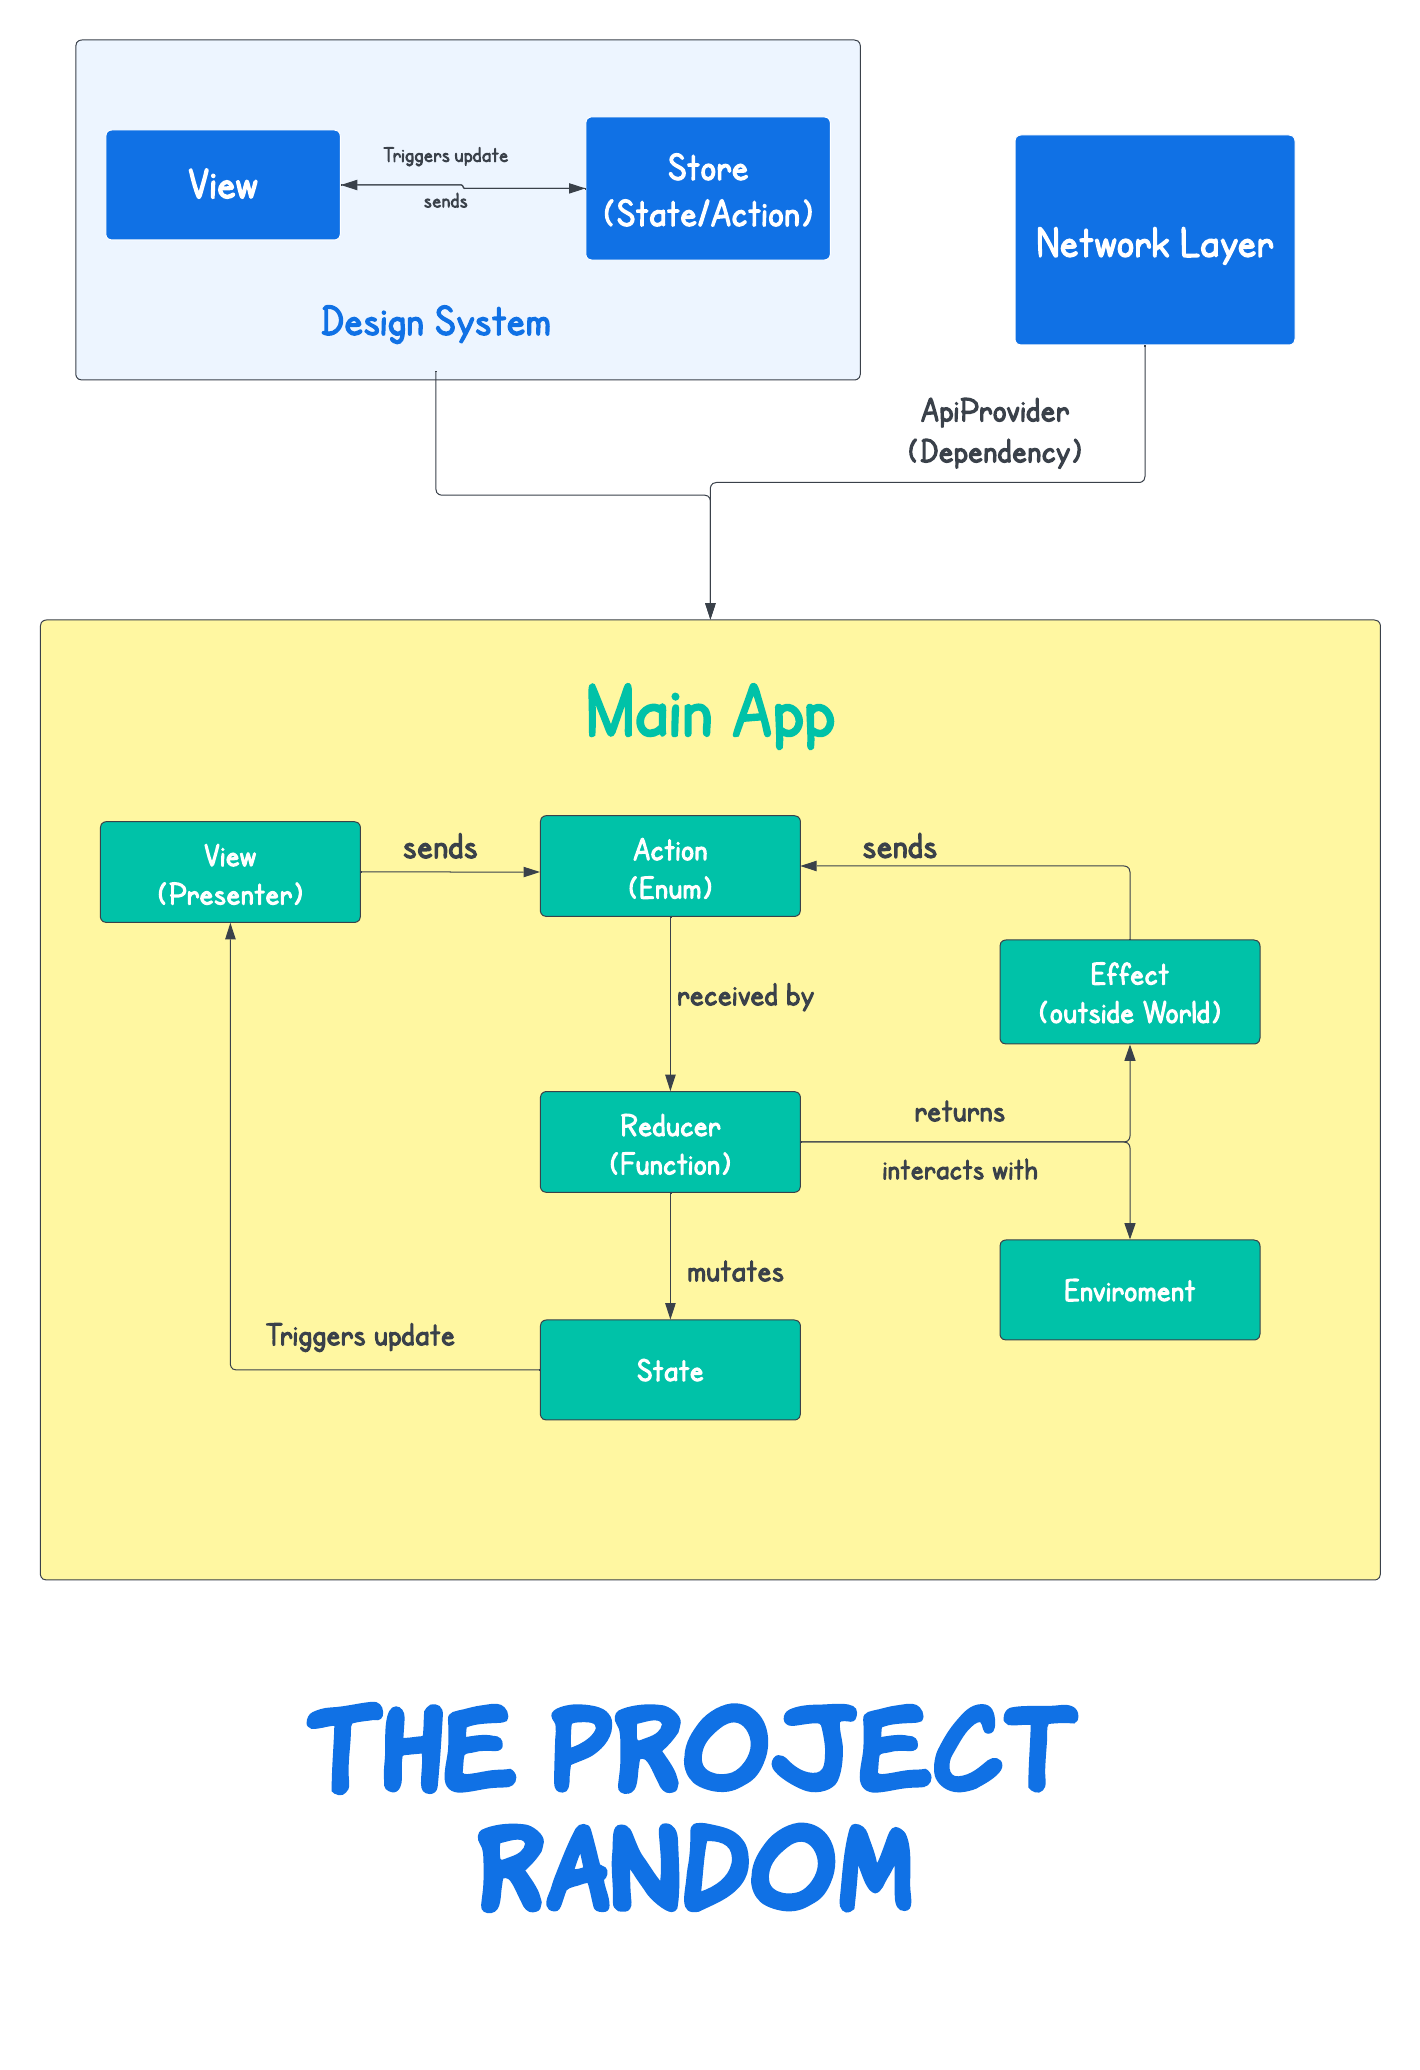 Triggers update
View
sends
Store
(State/Action)
Network Layer
Design System
ApiProvider
(Dependency)
Main App
View
(Presenter)
sends
Action
(Enum)
sends
Effect
(outside World)
received by
Reducer
(Function)
returns
interacts with
mutates
Enviroment
Triggers update
State
THE PROJECT
RANDOM